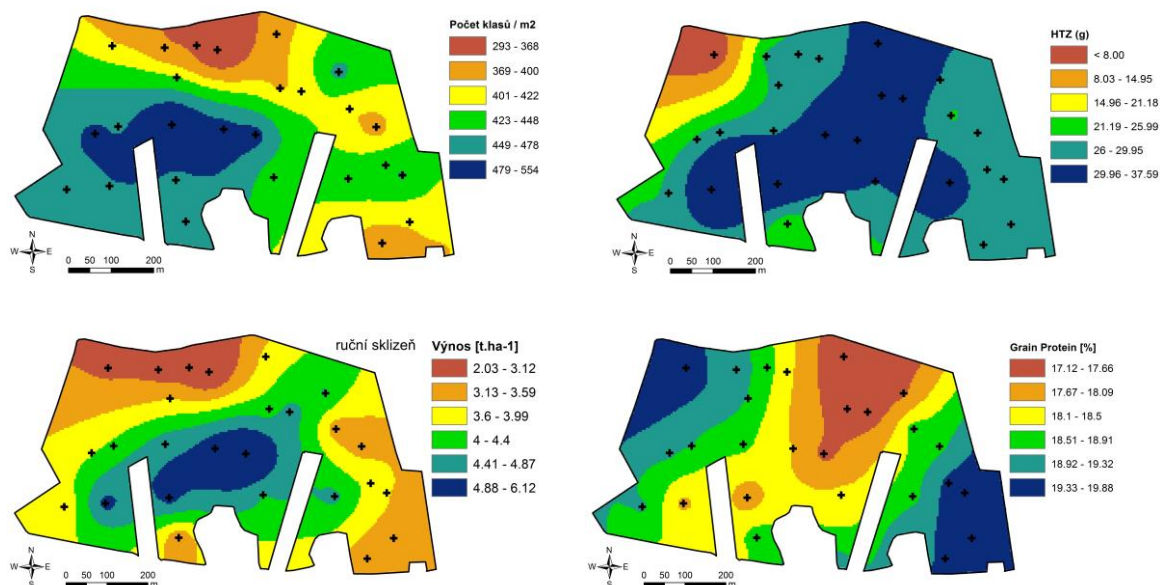 Počet klasů / m2
293 - 368
369 - 400
401 - 422
423 - 448
449 - 478
479 - 554
N
W E
S
0 50 100 200
m
HTZ (g)
< 8.00
8.03 - 14.95
14.96 - 21.18
21.19 - 25.99
26 - 29.95
29.96 - 37.59
N
W E
S
0 50 100 200
m
ruční sklizeň
Výnos [t.ha-1]
2.03 - 3.12
3.13 - 3.59
3.6 - 3.99
4 - 4.4
4.41 - 4.87
4.88 - 6.12
N
W E
S
0 50 100 200
m
Grain Protein [%]
17.12 - 17.66
17.67 - 18.09
18.1 - 18.5
18.51 - 18.91
18.92 - 19.32
19.33 - 19.88
N
W E
S
0 50 100 200
m